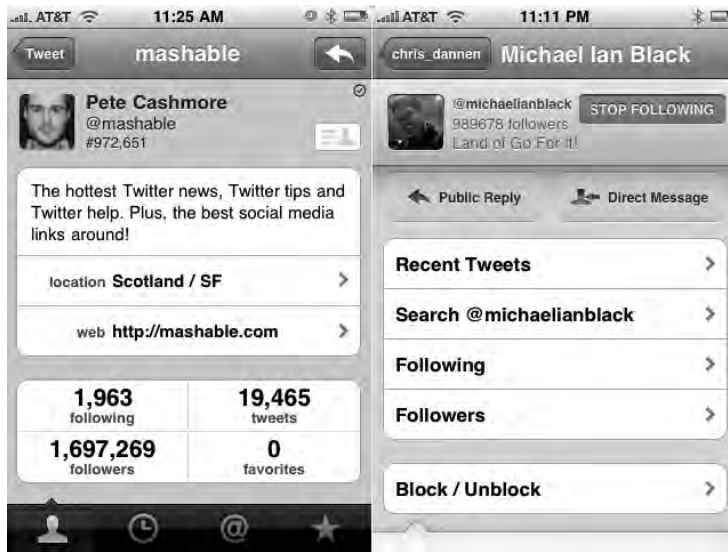 AT&T 11:25 AM
Tweet mashable
Pete Cashmore
@mashable
#972,651
The hottest Twitter news, Twitter tips and
Twitter help. Plus, the best social media
links around!
location Scotland / SF
web http://mashable.com
1,963 19,465
following tweets
1,697,269 0
followers favorites
@
AT&T 11:11 PM
chris_dannen Michael Ian Black
@michaelianblack
989678 followers
Land of Go For It!
STOP FOLLOWING
Public Reply Direct Message
Recent Tweets
Search @michaelianblack
Following
Followers
Block / Unblock